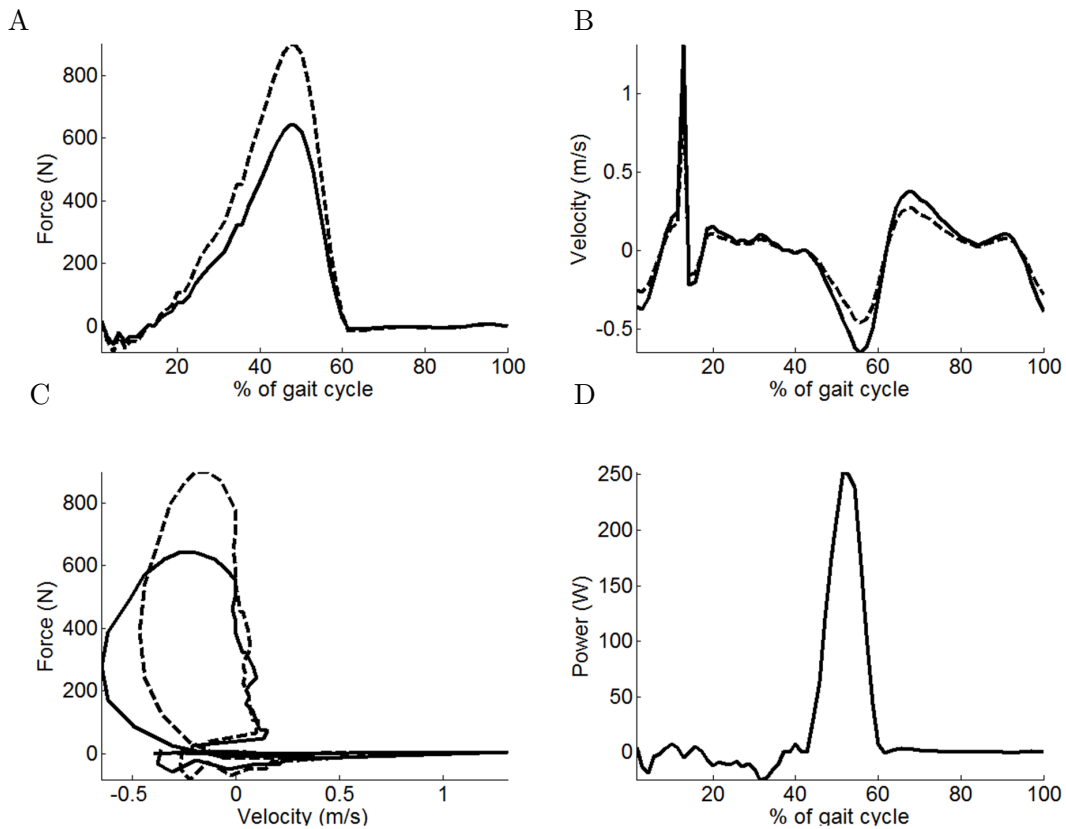 A
800
600
400
200
0
Force (N)
20 40 60 80 100
% of gait cycle
B
1
0.5
0
-0.5
Velocity (m/s)
20 40 60 80 100
% of gait cycle
C
800
600
400
200
0
Force (N)
-0.5 0 0.5 1
Velocity (m/s)
D
250
200
150
100
50
0
Power (W)
20 40 60 80 100
% of gait cycle